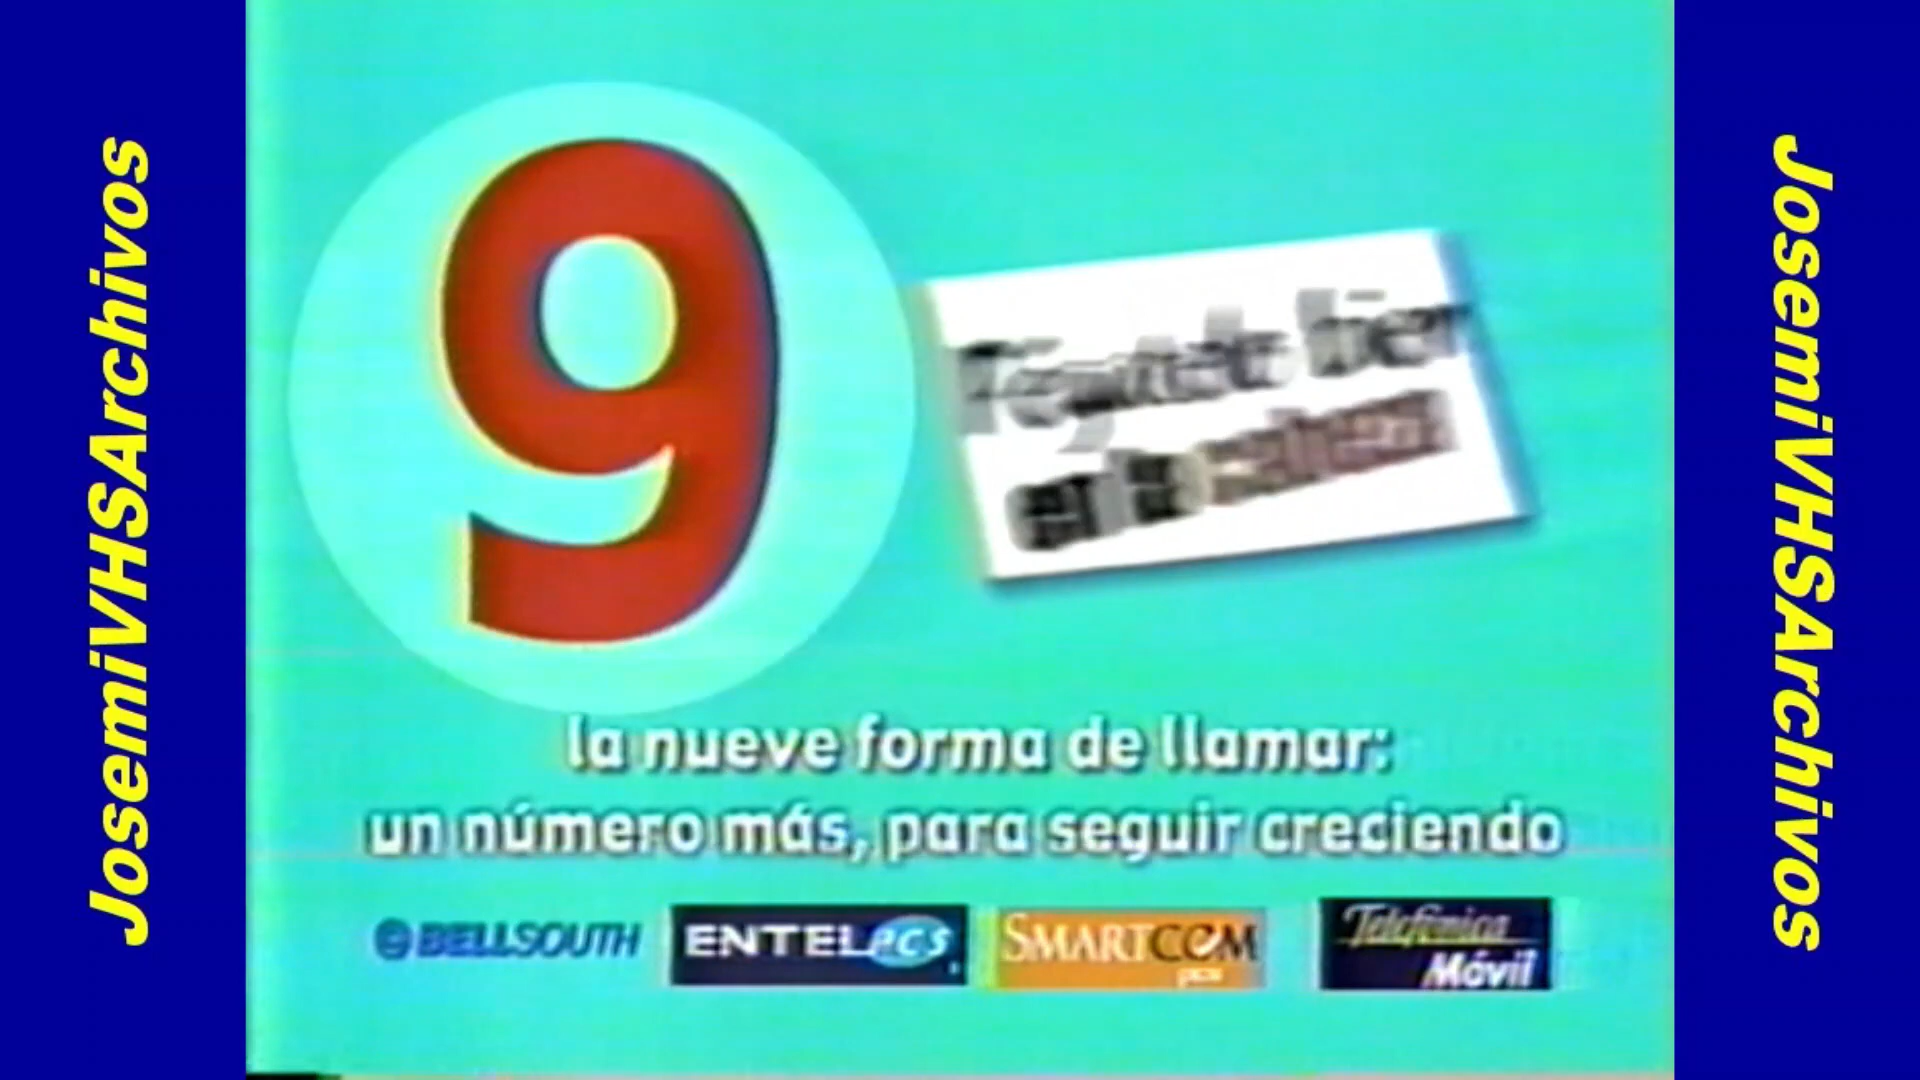 JosemiVHSArchivos
9
la nueve forma de llamar:
un número más, para seguir creciendo
BELLSOUTH
ENTEL PCS
SMARTCOM
PCS
Telefónica
Móvil
JosemiVHSArchivos